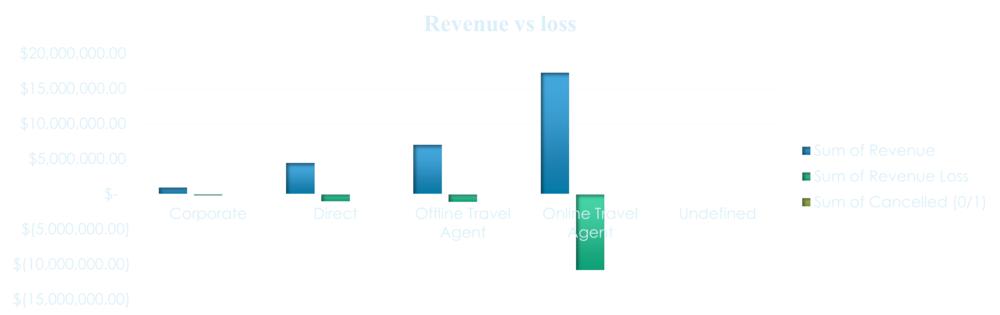 Revenue vs loss
$20,000,000.00
$15,000,000.00
$10,000,000.00
$5,000,000.00
$-
$(5,000,000.00)
$(10,000,000.00)
$(15,000,000.00)
Corporate
Direct
Offline Travel
Agent
Online Travel
Agent
Undefined
Sum of Revenue
Sum of Revenue Loss
Sum of Cancelled (0/1)